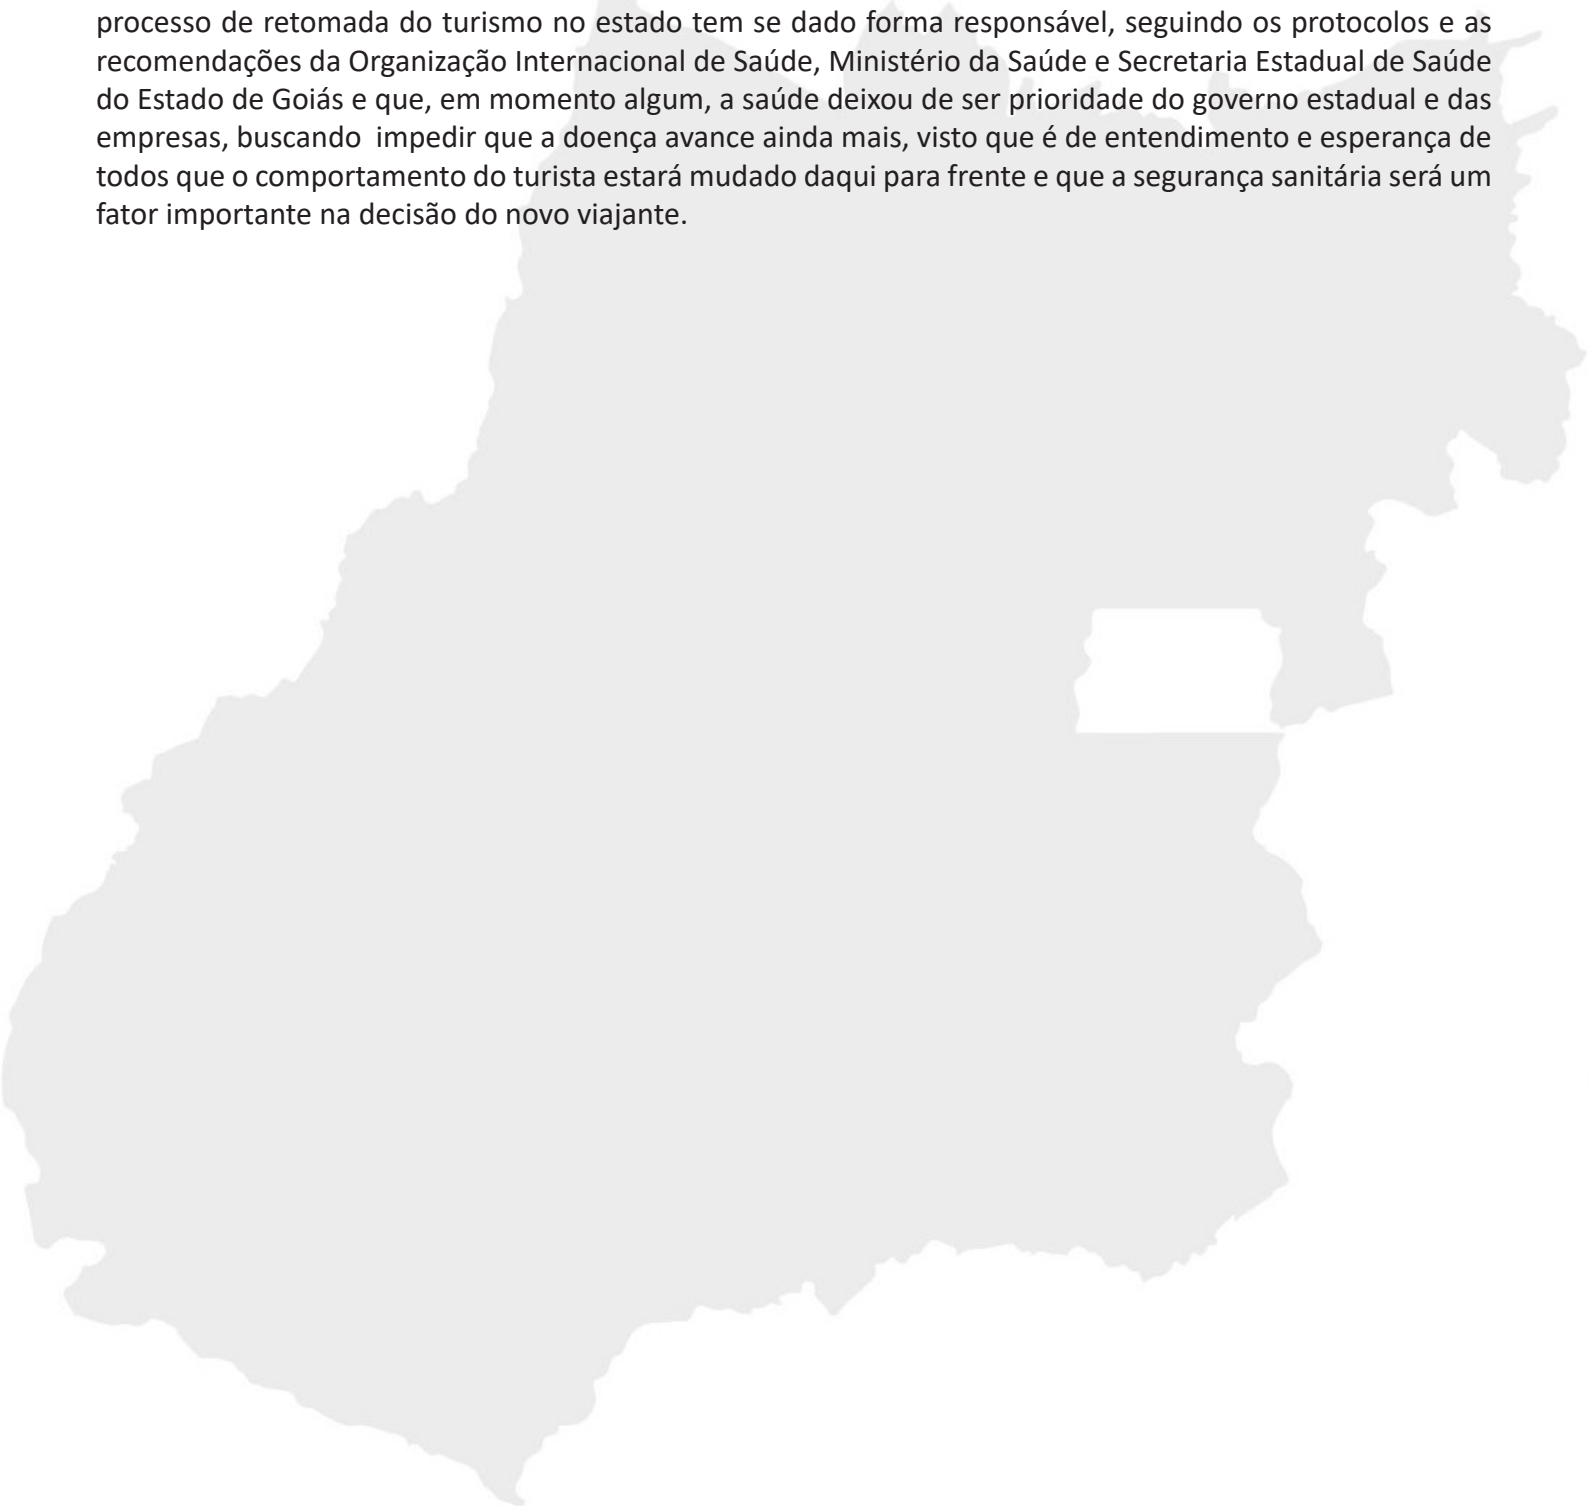 processo de retomada do turismo no estado tem se dado forma responsável, seguindo os protocolos e as
recomendações da Organização Internacional de Saúde, Ministério da Saúde e Secretaria Estadual de Saúde
do Estado de Goiás e que, em momento algum, a saúde deixou de ser prioridade do governo estadual e das
empresas, buscando  impedir que a doença avance ainda mais, visto que é de entendimento e esperança de
todos que o comportamento do turista estará mudado daqui para frente e que a segurança sanitária será um
fator importante na decisão do novo viajante.